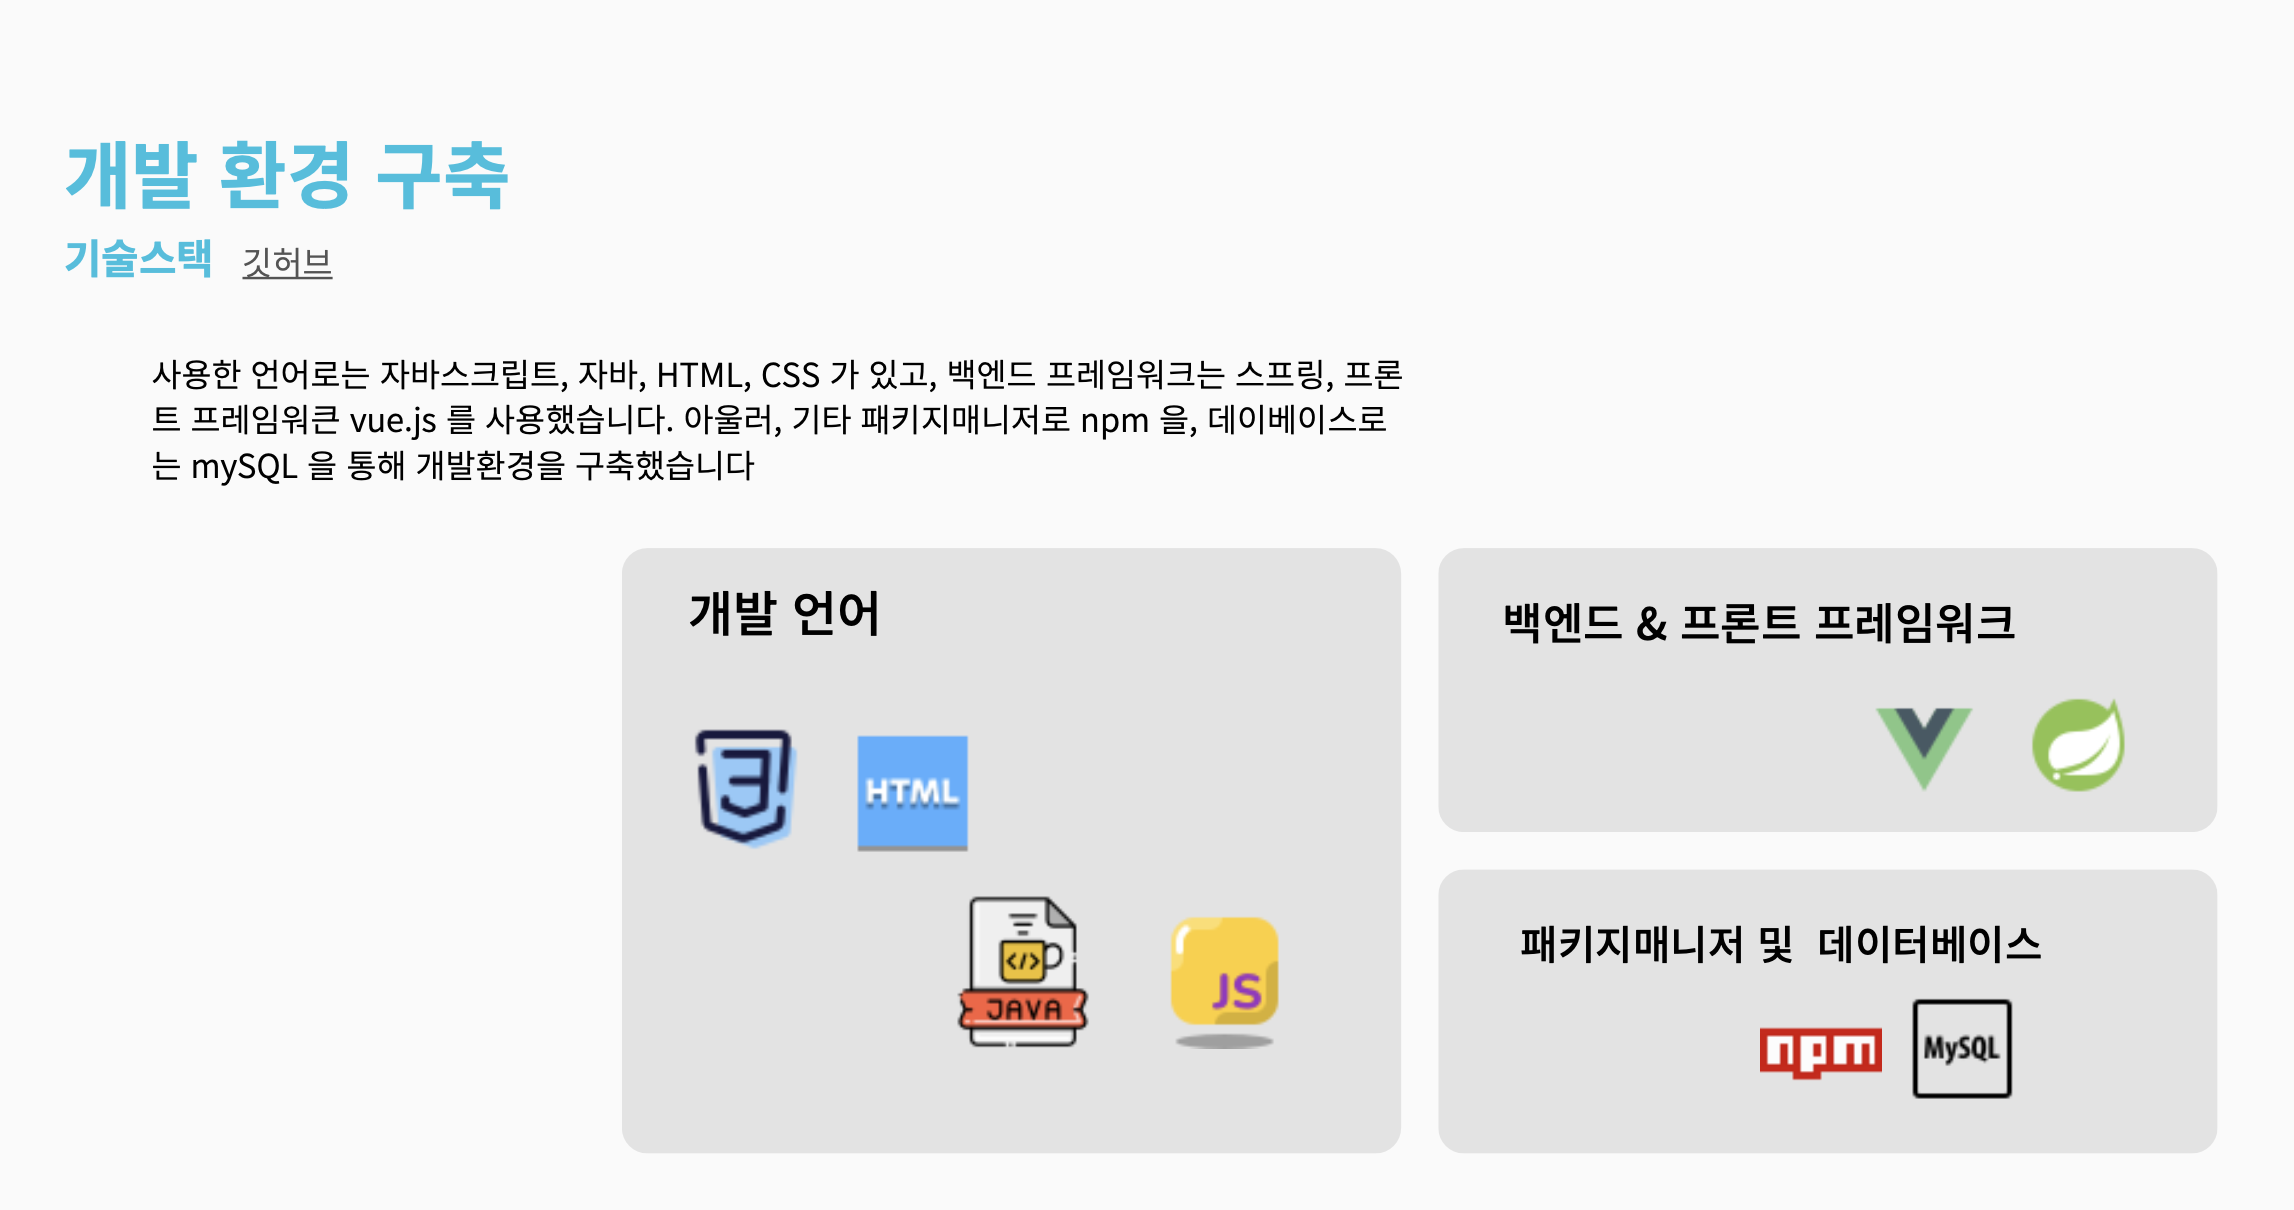 개발 환경 구축
기술스택 깃허브
사용한 언어로는 자바스크립트, 자바, HTML, CSS 가 있고, 백엔드 프레임워크는 스프링, 프론
트 프레임워큰 vue.js 를 사용했습니다. 아울러, 기타 패키지매니저로 npm 을, 데이베이스로
는 mySQL 을 통해 개발환경을 구축했습니다
개발 언어
3
HTML
</>
JAVA
JS
백엔드 & 프론트 프레임워크
패키지매니저 및 데이터베이스
npm
MySQL